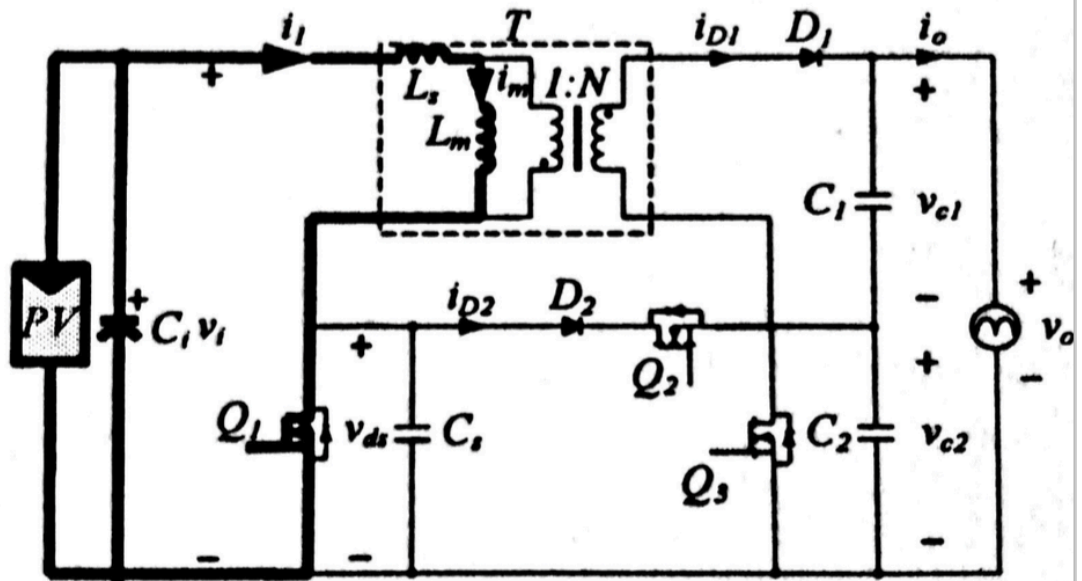 i1 T iD1 D1 io
+ Ls im 1:N +
Lm
C1 vc1
PV + Ci vi iD2 D2 − + vo
+ Q2 + −
Q1 vds Cs Q3 C2 vc2
− − −